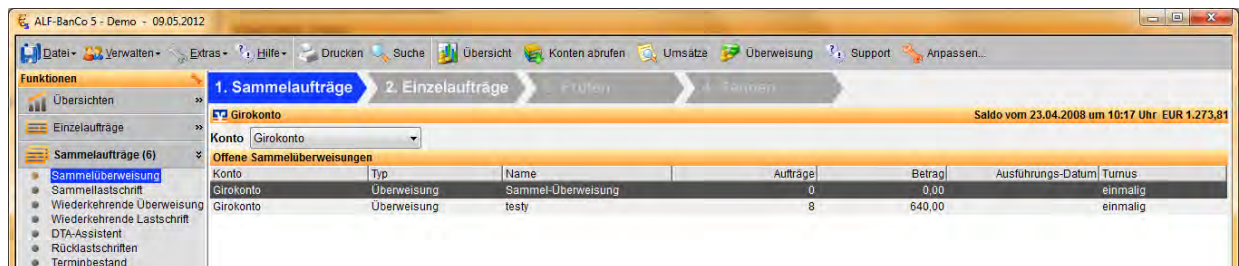 ALF-BanCo 5 - Demo - 09.05.2012
Datei Verwalten Extras Hilfe Drucken Suche Übersicht Konten abrufen Umsätze Überweisung Support Anpassen...
Funktionen
1. Sammelaufträge 2. Einzelaufträge 3. Prüfen 4. Senden
Übersichten
Girokonto Saldo vom 23.04.2008 um 10:17 Uhr EUR 1.273,81
Einzelaufträge
Konto Girokonto
Sammelaufträge (6)
Offene Sammelüberweisungen
Sammelüberweisung
Konto Typ Name Aufträge Betrag Ausführungs-Datum Turnus
Sammellastschrift
Girokonto Überweisung Sammel-Überweisung 0 0,00 einmalig
Wiederkehrende Überweisung
Girokonto Überweisung testy 8 640,00 einmalig
Wiederkehrende Lastschrift
DTA-Assistent
Rücklastschriften
Terminbestand